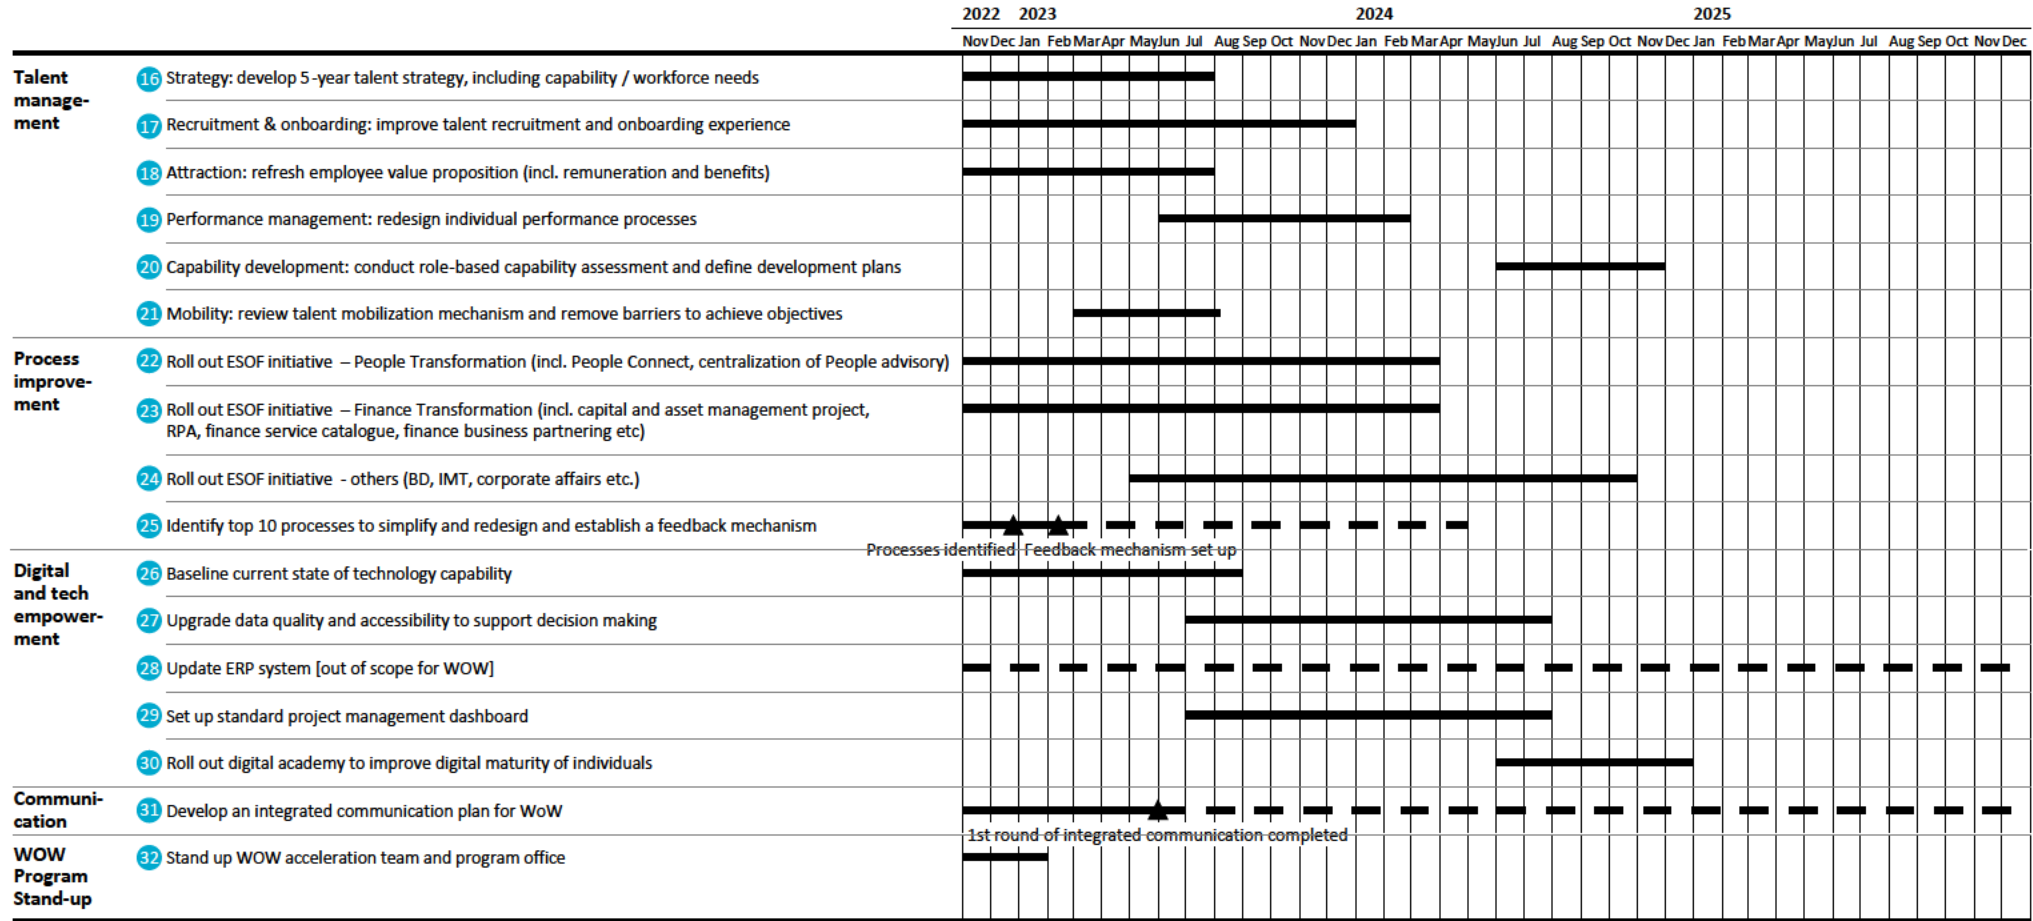 2022 2023 2024 2025
Nov Dec Jan Feb Mar Apr May Jun Jul Aug Sep Oct Nov Dec Jan Feb Mar Apr May Jun Jul Aug Sep Oct Nov Dec Jan Feb Mar Apr May Jun Jul Aug Sep Oct Nov Dec
Talent
manage-
ment
16 Strategy: develop 5-year talent strategy, including capability / workforce needs
17 Recruitment & onboarding: improve talent recruitment and onboarding experience
18 Attraction: refresh employee value proposition (incl. remuneration and benefits)
19 Performance management: redesign individual performance processes
20 Capability development: conduct role-based capability assessment and define development plans
21 Mobility: review talent mobilization mechanism and remove barriers to achieve objectives
Process
improve-
ment
22 Roll out ESOF initiative – People Transformation (incl. People Connect, centralization of People advisory)
23 Roll out ESOF initiative – Finance Transformation (incl. capital and asset management project,
RPA, finance service catalogue, finance business partnering etc)
24 Roll out ESOF initiative - others (BD, IMT, corporate affairs etc.)
25 Identify top 10 processes to simplify and redesign and establish a feedback mechanism
Processes identified Feedback mechanism set up
Digital
and tech
empower-
ment
26 Baseline current state of technology capability
27 Upgrade data quality and accessibility to support decision making
28 Update ERP system [out of scope for WOW]
29 Set up standard project management dashboard
30 Roll out digital academy to improve digital maturity of individuals
Communi-
cation
31 Develop an integrated communication plan for WoW
1st round of integrated communication completed
WOW
Program
Stand-up
32 Stand up WOW acceleration team and program office